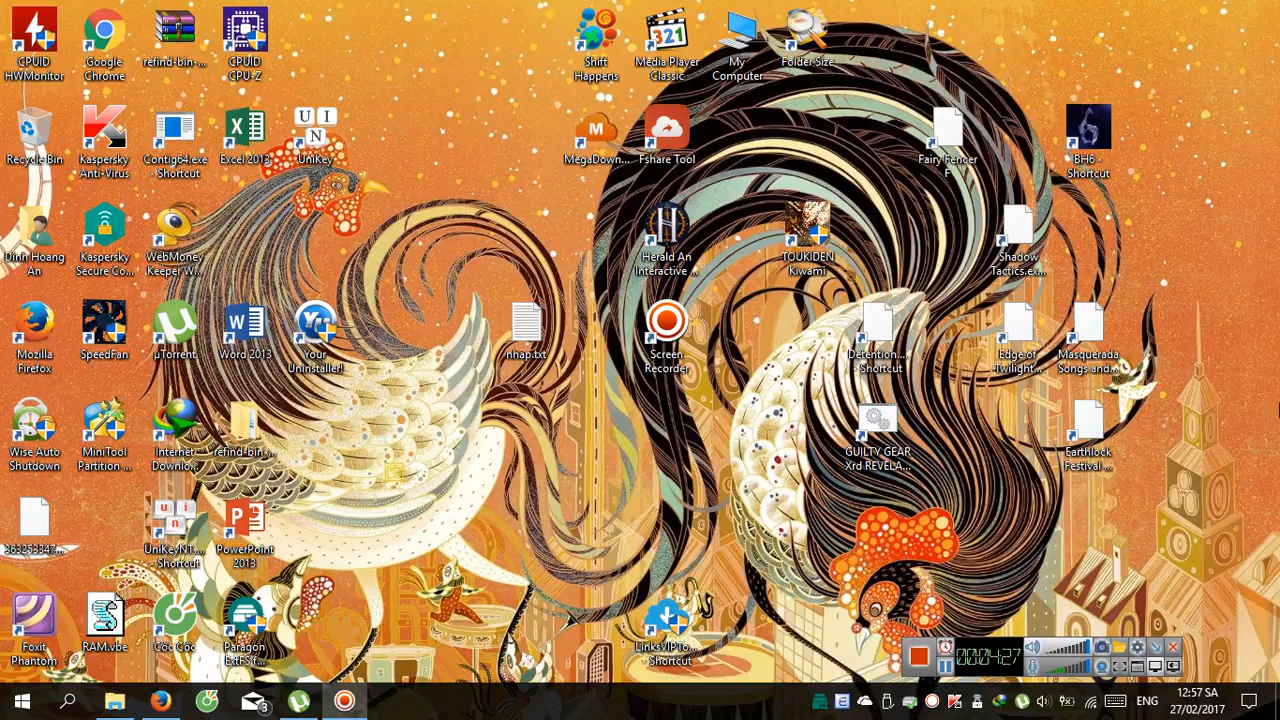 CPUID
HWMonitor
Google
Chrome
refind-bin-...
CPUID
CPU-Z
Shift
Happens
321
Media Player
Classic
My
Computer
Folder Size
Recycle Bin
Kaspersky
Anti-Virus
Contig64.exe
- Shortcut
Excel 2013
U I
N
UniKey
M
MegaDown...
Fshare Tool
Fairy Fencer
F
BH6 -
Shortcut
Dinh Hoang
An
Kaspersky
Secure Co...
WebMoney
Keeper W...
H
Herald An
Interactive ...
TOUKIDEN
Kiwami
Shadow
Tactics.ex...
Mozilla
Firefox
SpeedFan
µTorrent
Word 2013
Your
Uninstaller!
nhap.txt
Screen
Recorder
Detention....
- Shortcut
Edge of
Twilight...
Masquerada
Songs and...
Wise Auto
Shutdown
MiniTool
Partition ...
Internet
Downlo...
refind-bin-...
GUILTY GEAR
Xrd REVELA...
Earthlock
Festival ...
363253347...
u i
n
UniKeyNT....
- Shortcut
PowerPoint
2013
Foxit
Phantom
RAM.vbe
Cốc Cốc
Paragon
ExtFS f...
LinksVIPTo...
- Shortcut
00:04:27
3
ENG
12:57 SA
27/02/2017